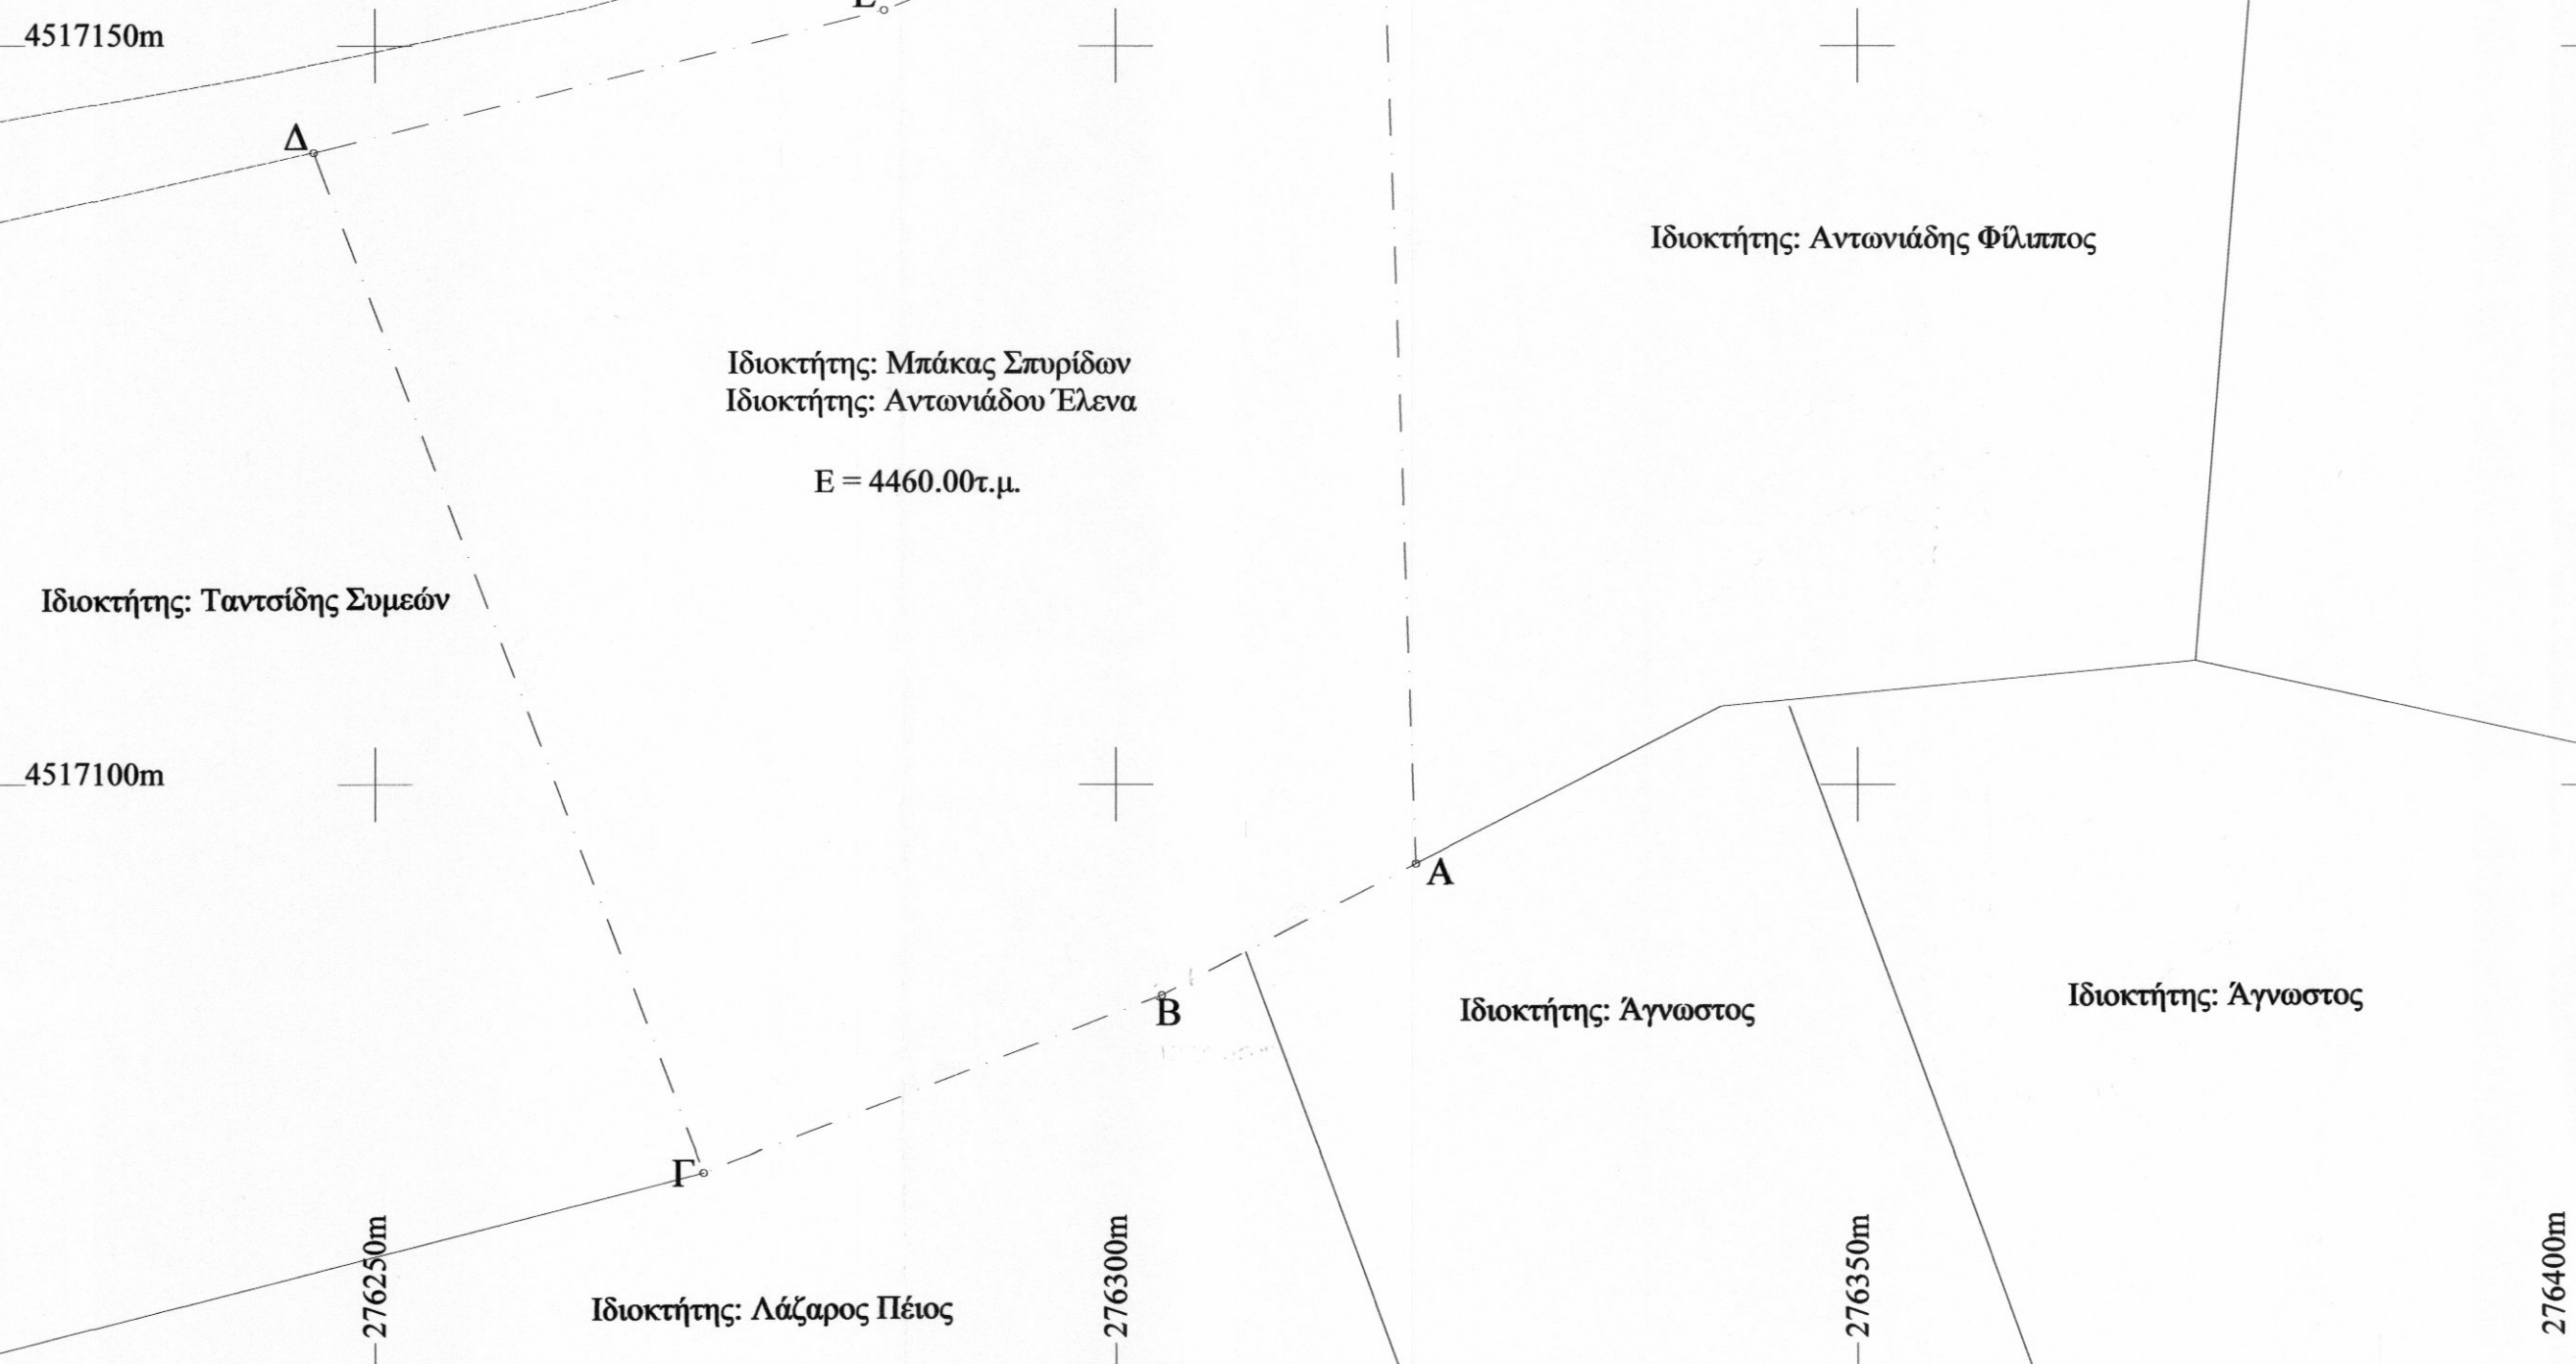 Ε
4517150m
Δ
Ιδιοκτήτης: Αντωνιάδης Φίλιππος
Ιδιοκτήτης: Μπάκας Σπυρίδων
Ιδιοκτήτης: Αντωνιάδου Έλενα
Ε = 4460.00τ.μ.
Ιδιοκτήτης: Ταντσίδης Συμεών
4517100m
Α
Β
Ιδιοκτήτης: Άγνωστος
Ιδιοκτήτης: Άγνωστος
Γ
276250m
276300m
276350m
276400m
Ιδιοκτήτης: Λάζαρος Πέιος